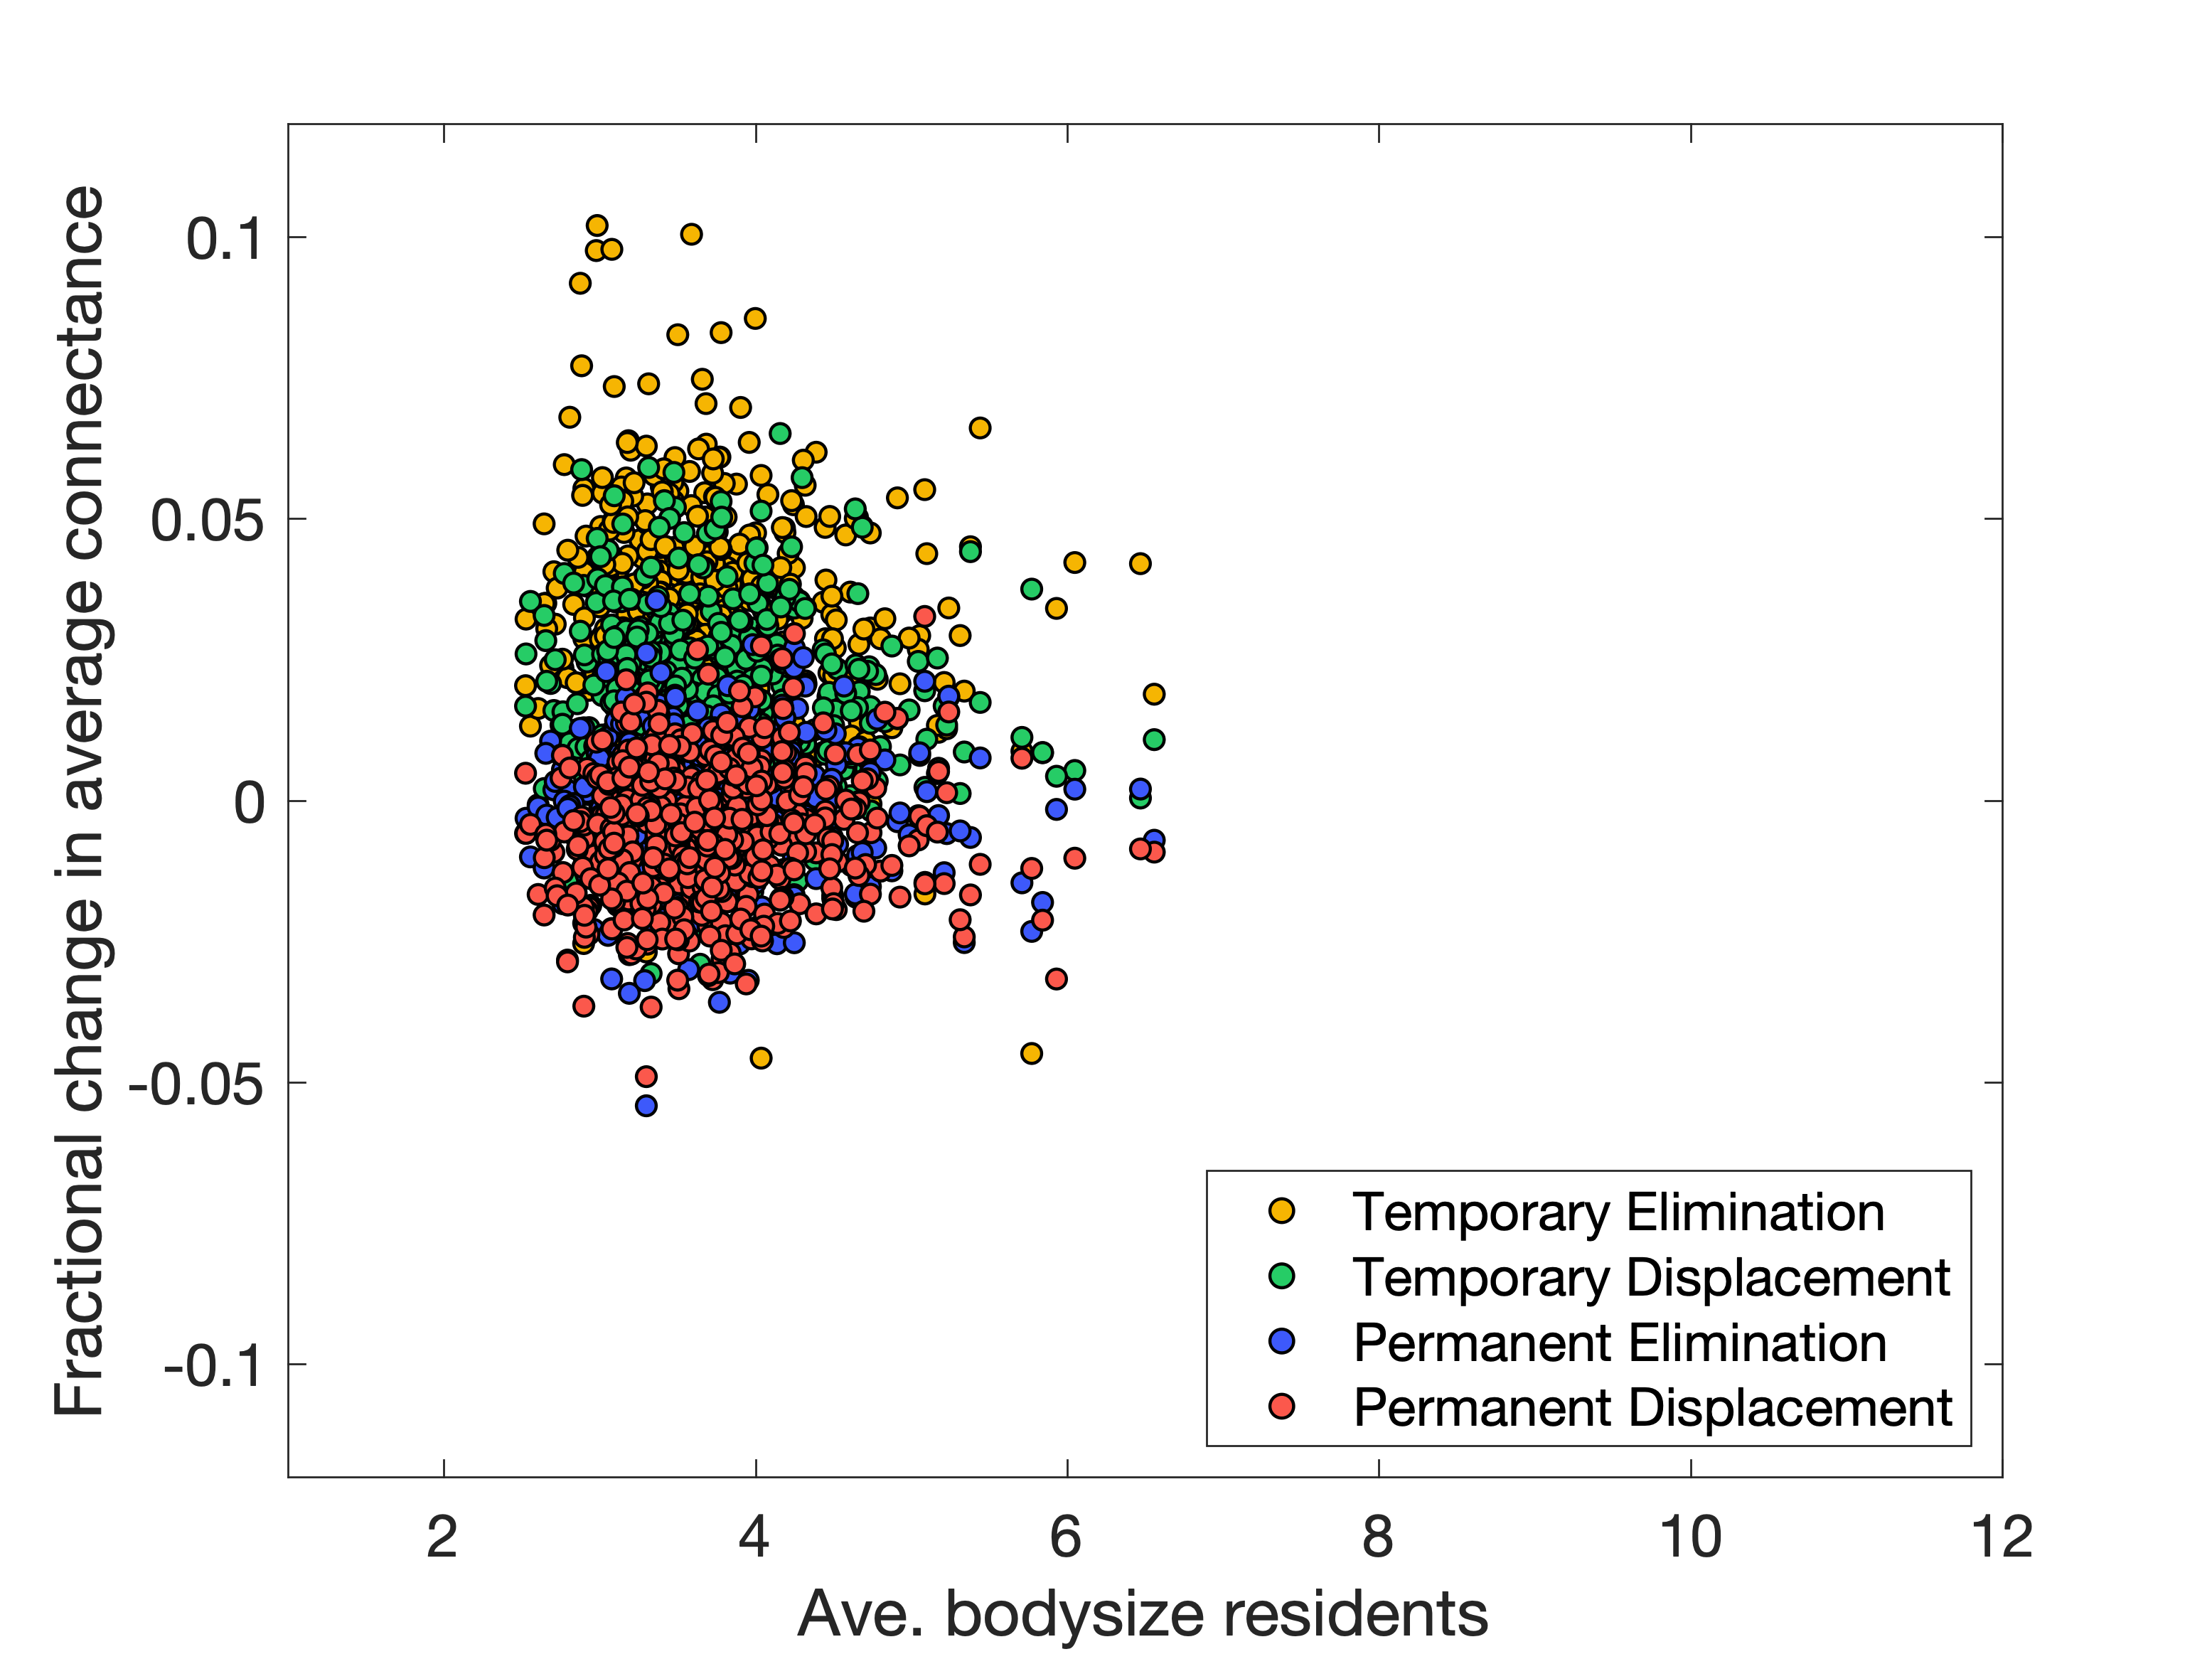 Fractional change in average connectance
0.1
0.05
0
-0.05
-0.1
2 4 6 8 10 12
Ave. bodysize residents
Temporary Elimination
Temporary Displacement
Permanent Elimination
Permanent Displacement